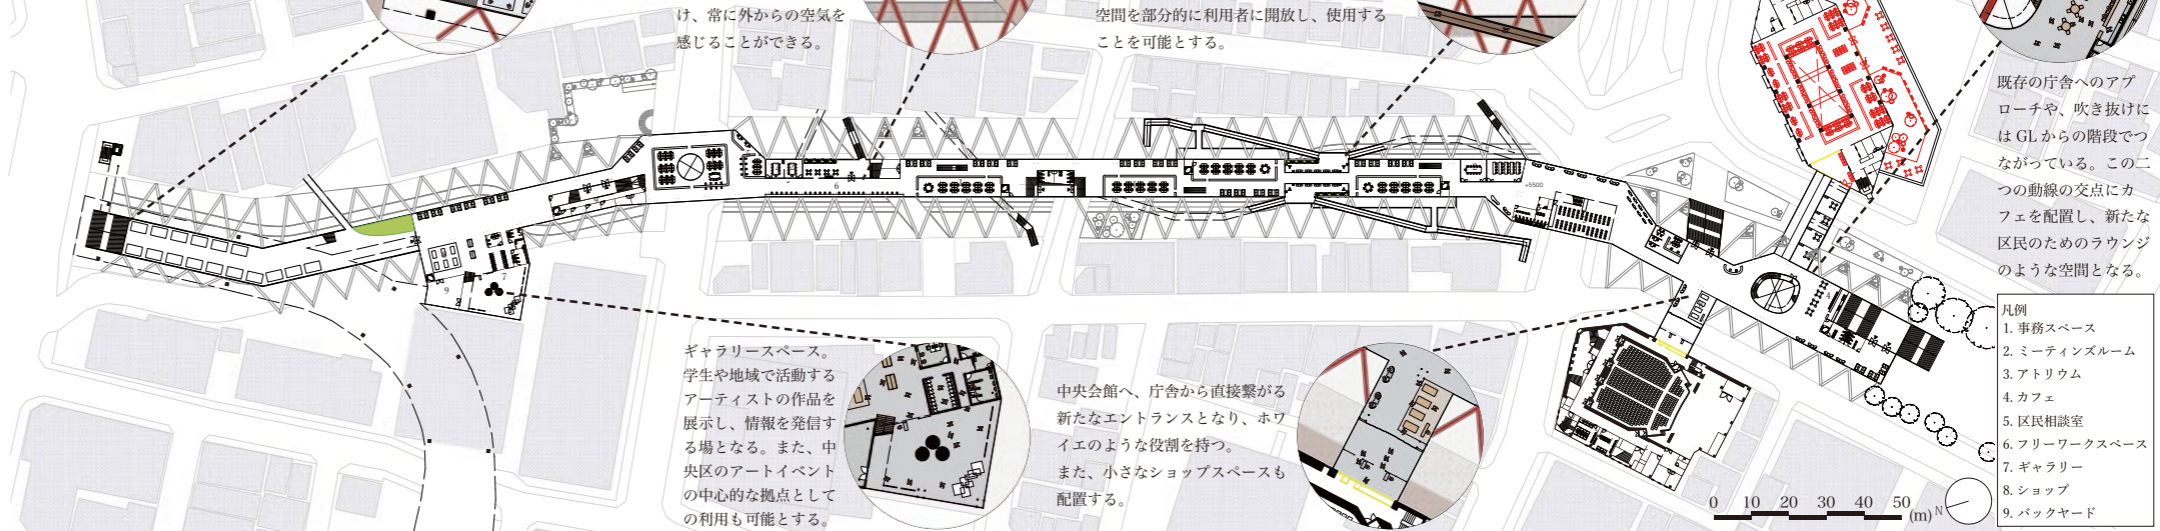 け、常に外からの空気を
感じることができる。
空間を部分的に利用者に開放し、使用する
ことを可能とする。
既存の庁舎へのアプ
ローチや、吹き抜けに
は GL からの階段でつ
ながっている。この二
つの動線の交点にカ
フェを配置し、新たな
区民のためのラウンジ
のような空間となる。
6
+5500
7
9
4
ギャラリースペース。
学生や地域で活動する
アーティストの作品を
展示し、情報を発信す
る場となる。また、中
央区のアートイベント
の中心的な拠点として
の利用も可能とする。
中央会館へ、庁舎から直接繋がる
新たなエントランスとなり、ホワ
イエのような役割を持つ。
また、小さなショップスペースも
配置する。
凡例
1. 事務スペース
2. ミーティンズルーム
3. アトリウム
4. カフェ
5. 区民相談室
6. フリーワークスペース
7. ギャラリー
8. ショップ
9. バックヤード
0 10 20 30 40 50 (m) N